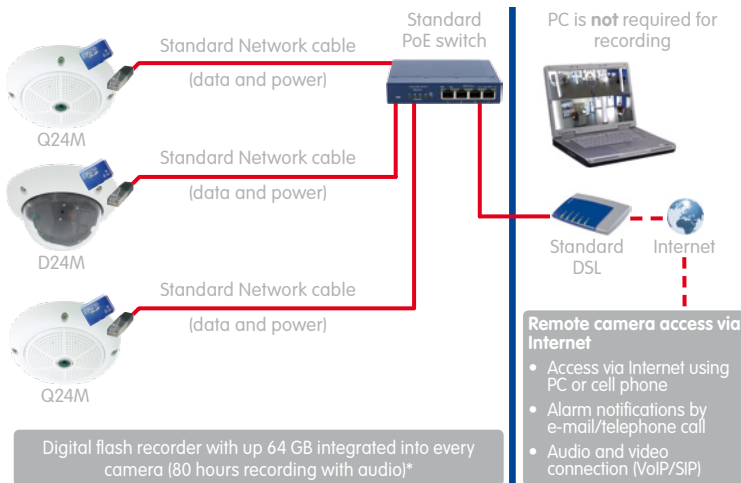 Standard
PoE switch
PC is not required for
recording
Standard Network cable
(data and power)
Q24M
Standard Network cable
(data and power)
D24M
Standard Network cable
(data and power)
Q24M
Standard
DSL
Internet
Digital flash recorder with up 64 GB integrated into every
camera (80 hours recording with audio)*
Remote camera access via
Internet
• Access via Internet using
PC or cell phone
• Alarm notifications by
e-mail/telephone call
• Audio and video
connection (VoIP/SIP)